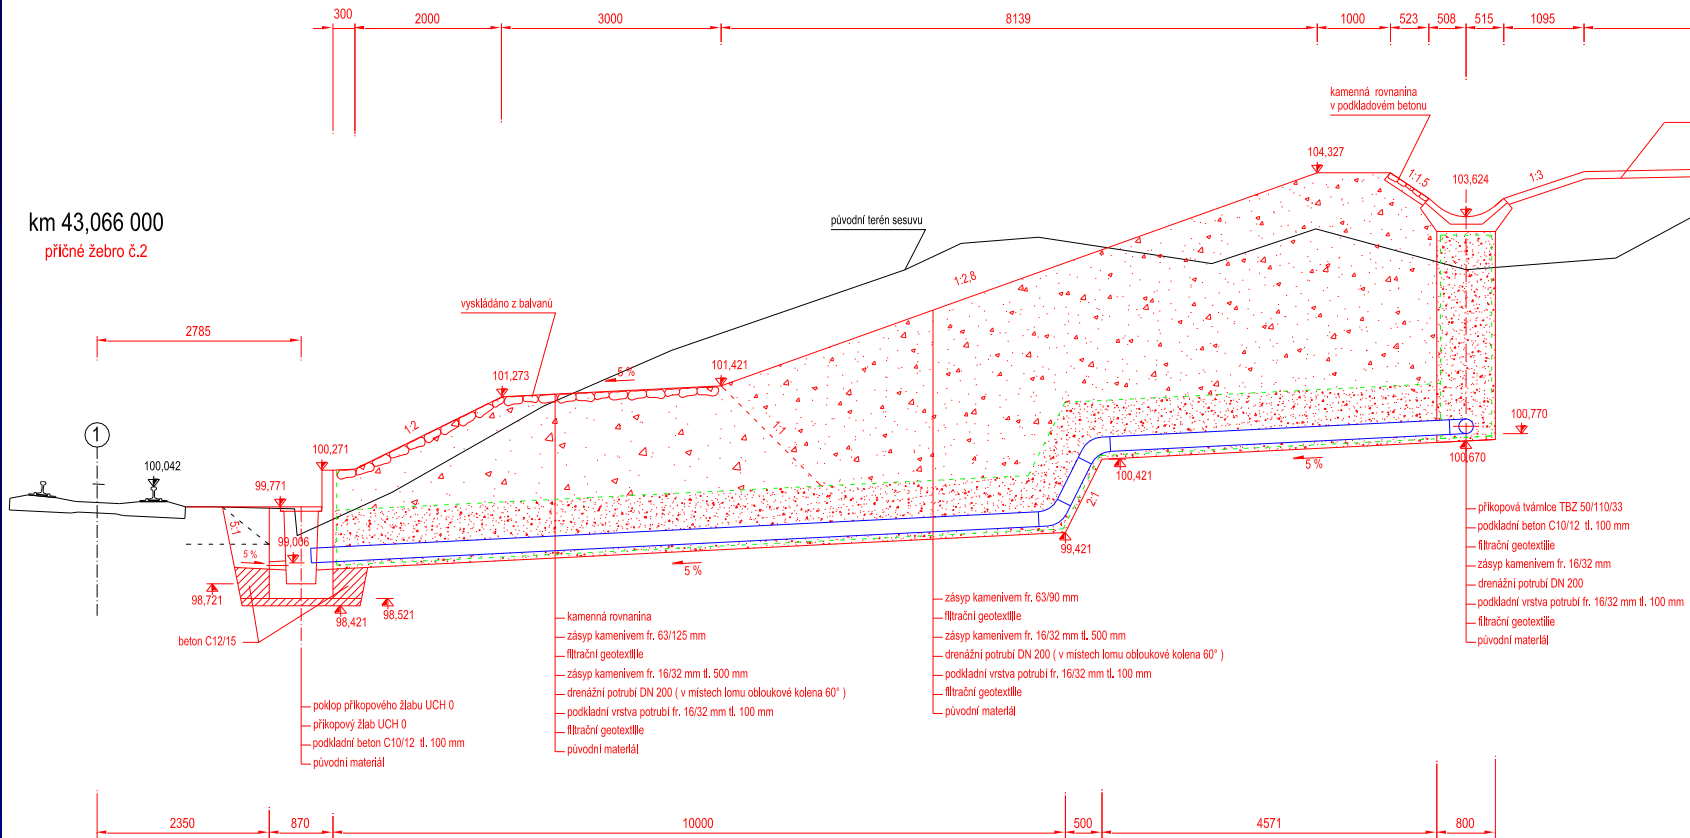 300
2000
3000
8139
1000
523
508
515
1095
kamenná rovnanina
v podkladovém betonu
104,327
1:1.5
103,624
1:3
km 43,066 000
příčné žebro č.2
původní terén sesuvu
1:2,8
vyskládáno z balvanů
2785
5 %
101,421
101,273
1:2
1:1
1
100,271
100,042
99,771
100,770
100,670
5 %
100,421
2:1
5:1
99,006
5 %
99,421
5 %
98,721
98,521
98,421
beton C12/15
příkopová tvárnice TBZ 50/110/33
podkladní beton C10/12 tl. 100 mm
filtrační geotextilie
zásyp kamenivem fr. 16/32 mm
drenážní potrubí DN 200
podkladní vrstva potrubí fr. 16/32 mm tl. 100 mm
filtrační geotextilie
původní materiál
zásyp kamenivem fr. 63/90 mm
filtrační geotextilie
zásyp kamenivem fr. 16/32 mm tl. 500 mm
drenážní potrubí DN 200 ( v místech lomu obloukové kolena 60° )
podkladní vrstva potrubí fr. 16/32 mm tl. 100 mm
filtrační geotextilie
původní materiál
kamenná rovnanina
zásyp kamenivem fr. 63/125 mm
filtrační geotextilie
zásyp kamenivem fr. 16/32 mm tl. 500 mm
drenážní potrubí DN 200 ( v místech lomu obloukové kolena 60° )
podkladní vrstva potrubí fr. 16/32 mm tl. 100 mm
filtrační geotextilie
původní materiál
poklop příkopového žlabu UCH 0
příkopový žlab UCH 0
podkladní beton C10/12 tl. 100 mm
původní materiál
2350
870
10000
500
4571
800